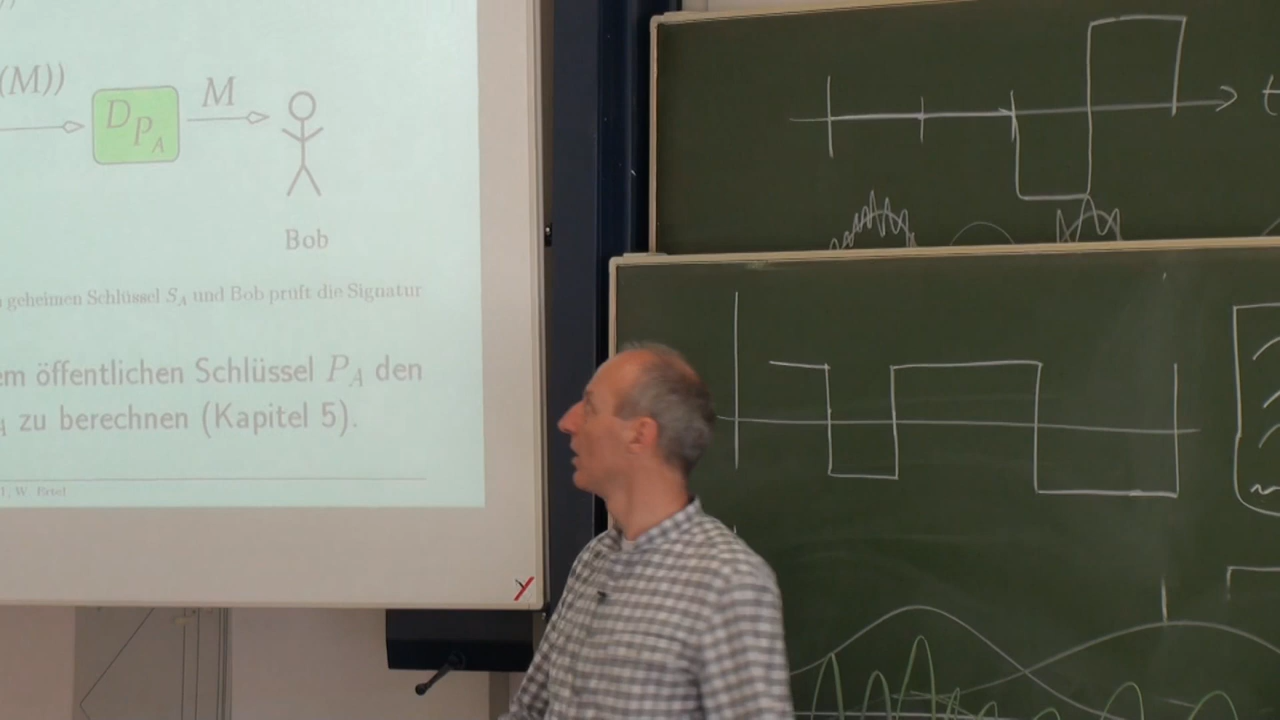 (M))
M
D_{P_A}
Bob
geheimen Schlüssel S_A und Bob prüft die Signatur
em öffentlichen Schlüssel P_A den
A zu berechnen (Kapitel 5).
W. Ertel
t